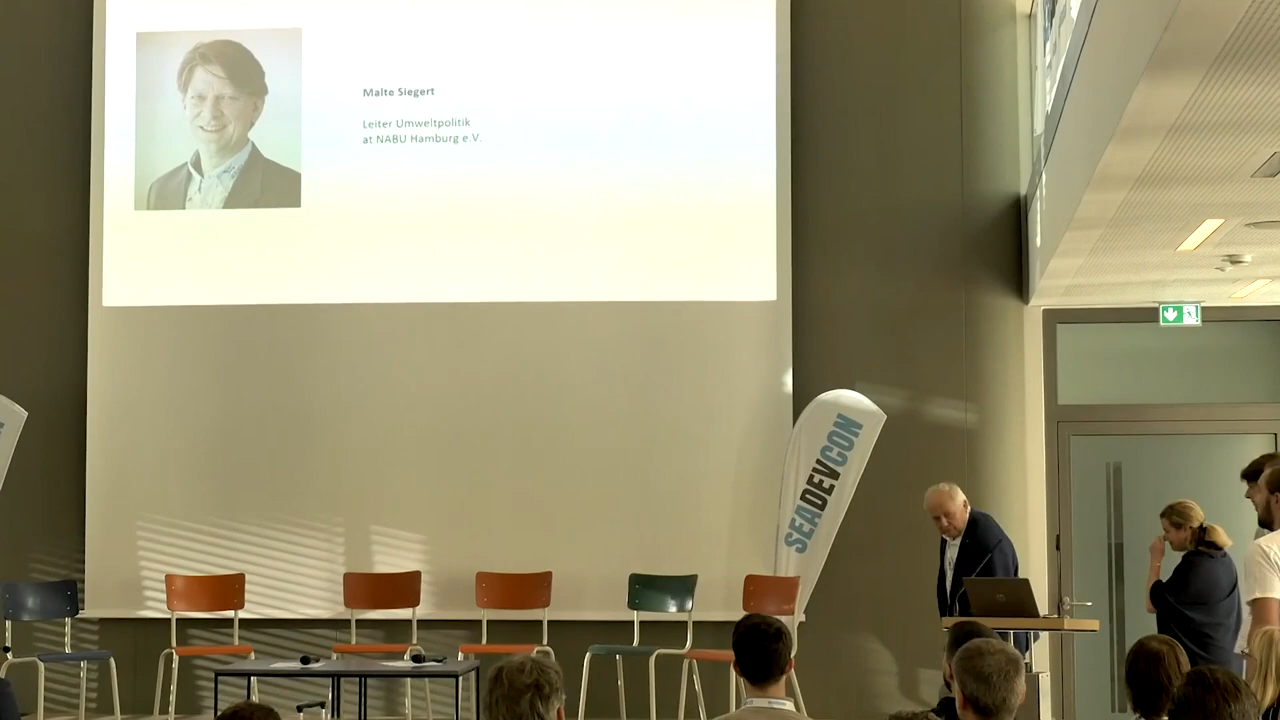 Malte Siegert
Leiter Umweltpolitik
at NABU Hamburg e.V.
SEADEVCON